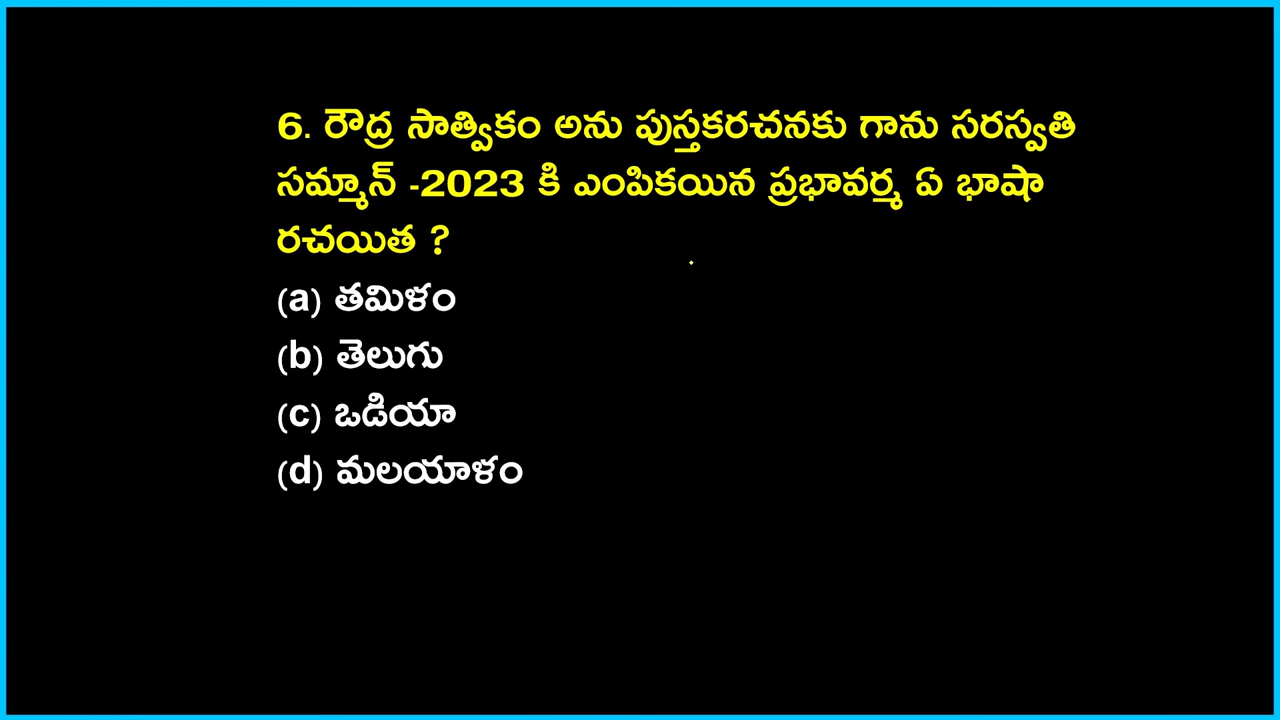 6. రౌద్ర సాత్వికం అను పుస్తకరచనకు గాను సరస్వతి
సమ్మాన్ -2023 కి ఎంపికయిన ప్రభావర్మ ఏ భాషా
రచయిత ?
(a) తమిళం
(b) తెలుగు
(c) ఒడియా
(d) మలయాళం